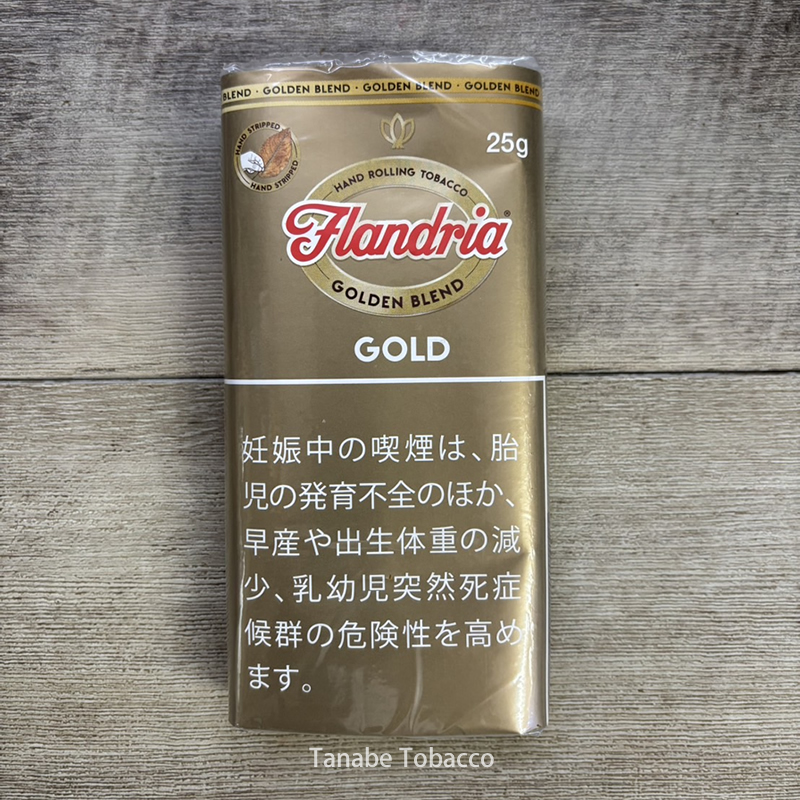 BLEND · GOLDEN BLEND · GOLDEN BLEND · GOLDEN BLEND
HAND STRIPPED
HAND STRIPPED
25g
HAND ROLLING TOBACCO
Flandria®
GOLDEN BLEND
GOLD
妊娠中の喫煙は、胎
児の発育不全のほか、
早産や出生体重の減
少、乳幼児突然死症
候群の危険性を高め
ます。
Tanabe Tobacco